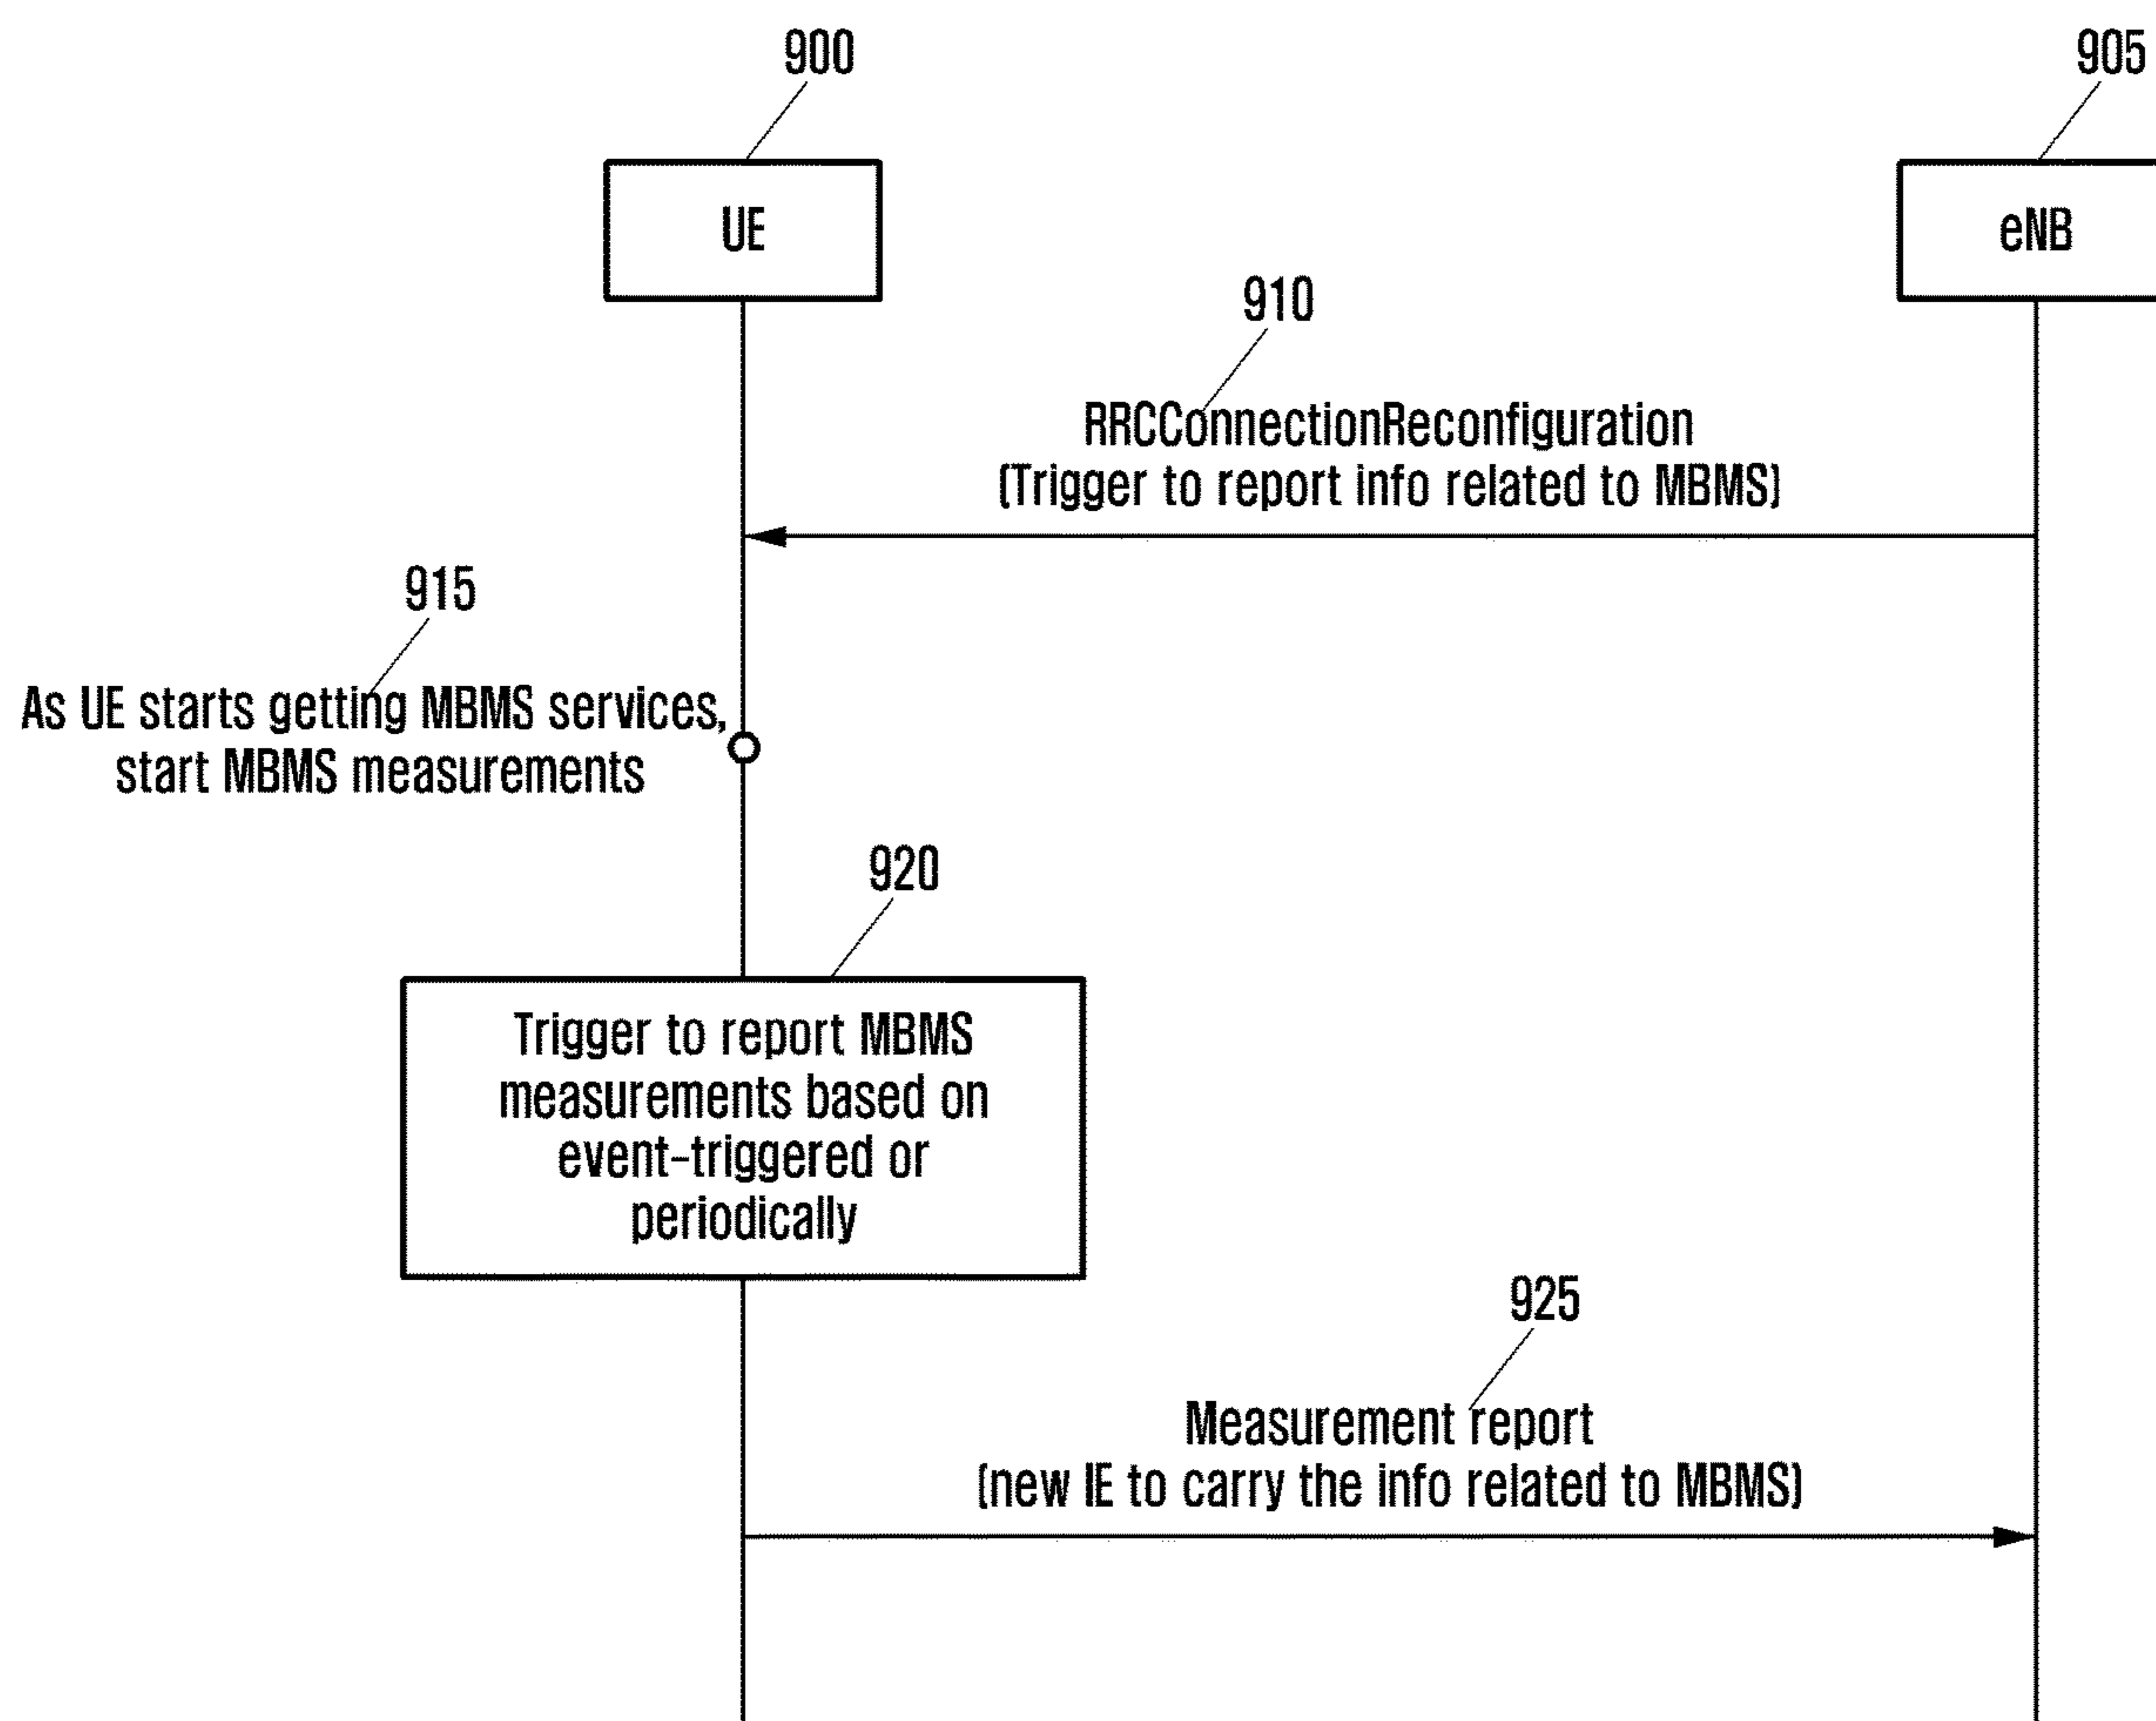 900
905
UE
eNB
910
RRCConnectionReconfiguration
(Trigger to report info related to MBMS)
915
As UE starts getting MBMS services,
start MBMS measurements
920
Trigger to report MBMS
measurements based on
event-triggered or
periodically
925
Measurement report
(new IE to carry the info related to MBMS)